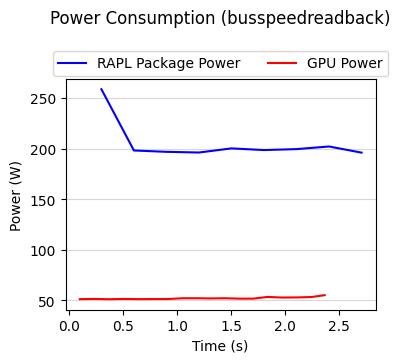 Power Consumption (busspeedreadback)
RAPL Package Power GPU Power
250
200
150
100
50
Power (W)
0.0 0.5 1.0 1.5 2.0 2.5
Time (s)